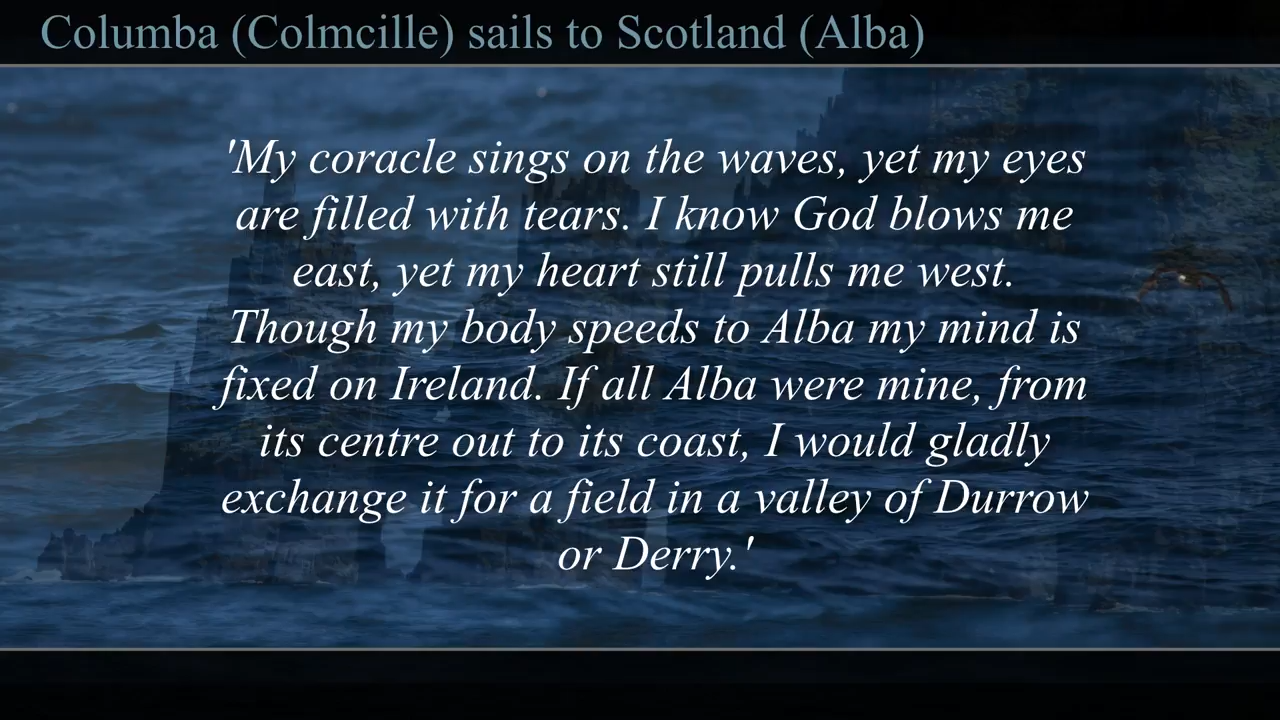 Columba (Colmcille) sails to Scotland (Alba)
'My coracle sings on the waves, yet my eyes
are filled with tears. I know God blows me
east, yet my heart still pulls me west.
Though my body speeds to Alba my mind is
fixed on Ireland. If all Alba were mine, from
its centre out to its coast, I would gladly
exchange it for a field in a valley of Durrow
or Derry.'